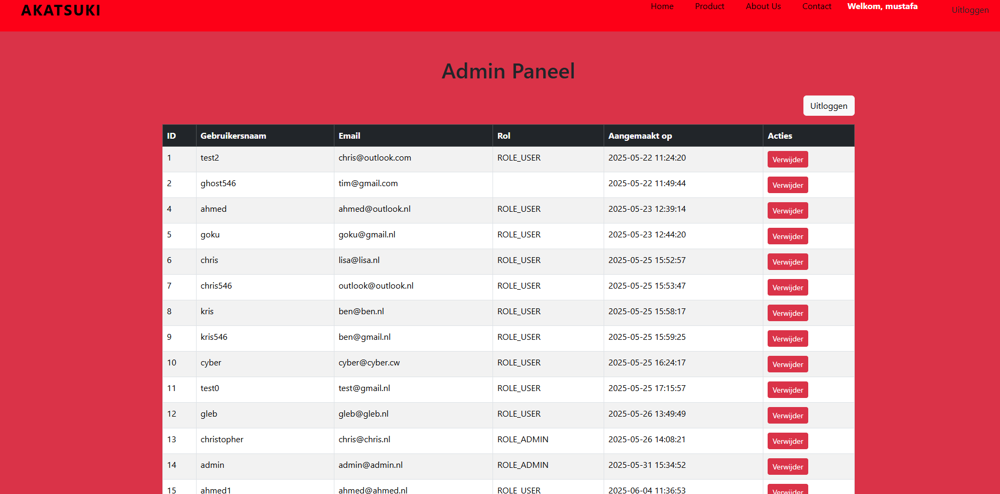 AKATSUKI Home Product About Us Contact Welkom, mustafa Uitloggen
Admin Paneel
Uitloggen
ID Gebruikersnaam Email Rol Aangemaakt op Acties
1 test2 chris@outlook.com ROLE_USER 2025-05-22 11:24:20 Verwijder
2 ghost546 tim@gmail.com 2025-05-22 11:49:44 Verwijder
4 ahmed ahmed@outlook.nl ROLE_USER 2025-05-23 12:39:14 Verwijder
5 goku goku@gmail.nl ROLE_USER 2025-05-23 12:44:20 Verwijder
6 chris lisa@lisa.nl ROLE_USER 2025-05-25 15:52:57 Verwijder
7 chris546 outlook@outlook.nl ROLE_USER 2025-05-25 15:53:47 Verwijder
8 kris ben@ben.nl ROLE_USER 2025-05-25 15:58:17 Verwijder
9 kris546 ben@gmail.nl ROLE_USER 2025-05-25 15:59:25 Verwijder
10 cyber cyber@cyber.cw ROLE_USER 2025-05-25 16:24:17 Verwijder
11 test0 test@gmail.nl ROLE_USER 2025-05-25 17:15:57 Verwijder
12 gleb gleb@gleb.nl ROLE_USER 2025-05-26 13:49:49 Verwijder
13 christopher chris@chris.nl ROLE_ADMIN 2025-05-26 14:08:21 Verwijder
14 admin admin@admin.nl ROLE_ADMIN 2025-05-31 15:34:52 Verwijder
15 ahmed1 ahmed@ahmed.nl ROLE_USER 2025-06-04 11:36:53 Verwijder